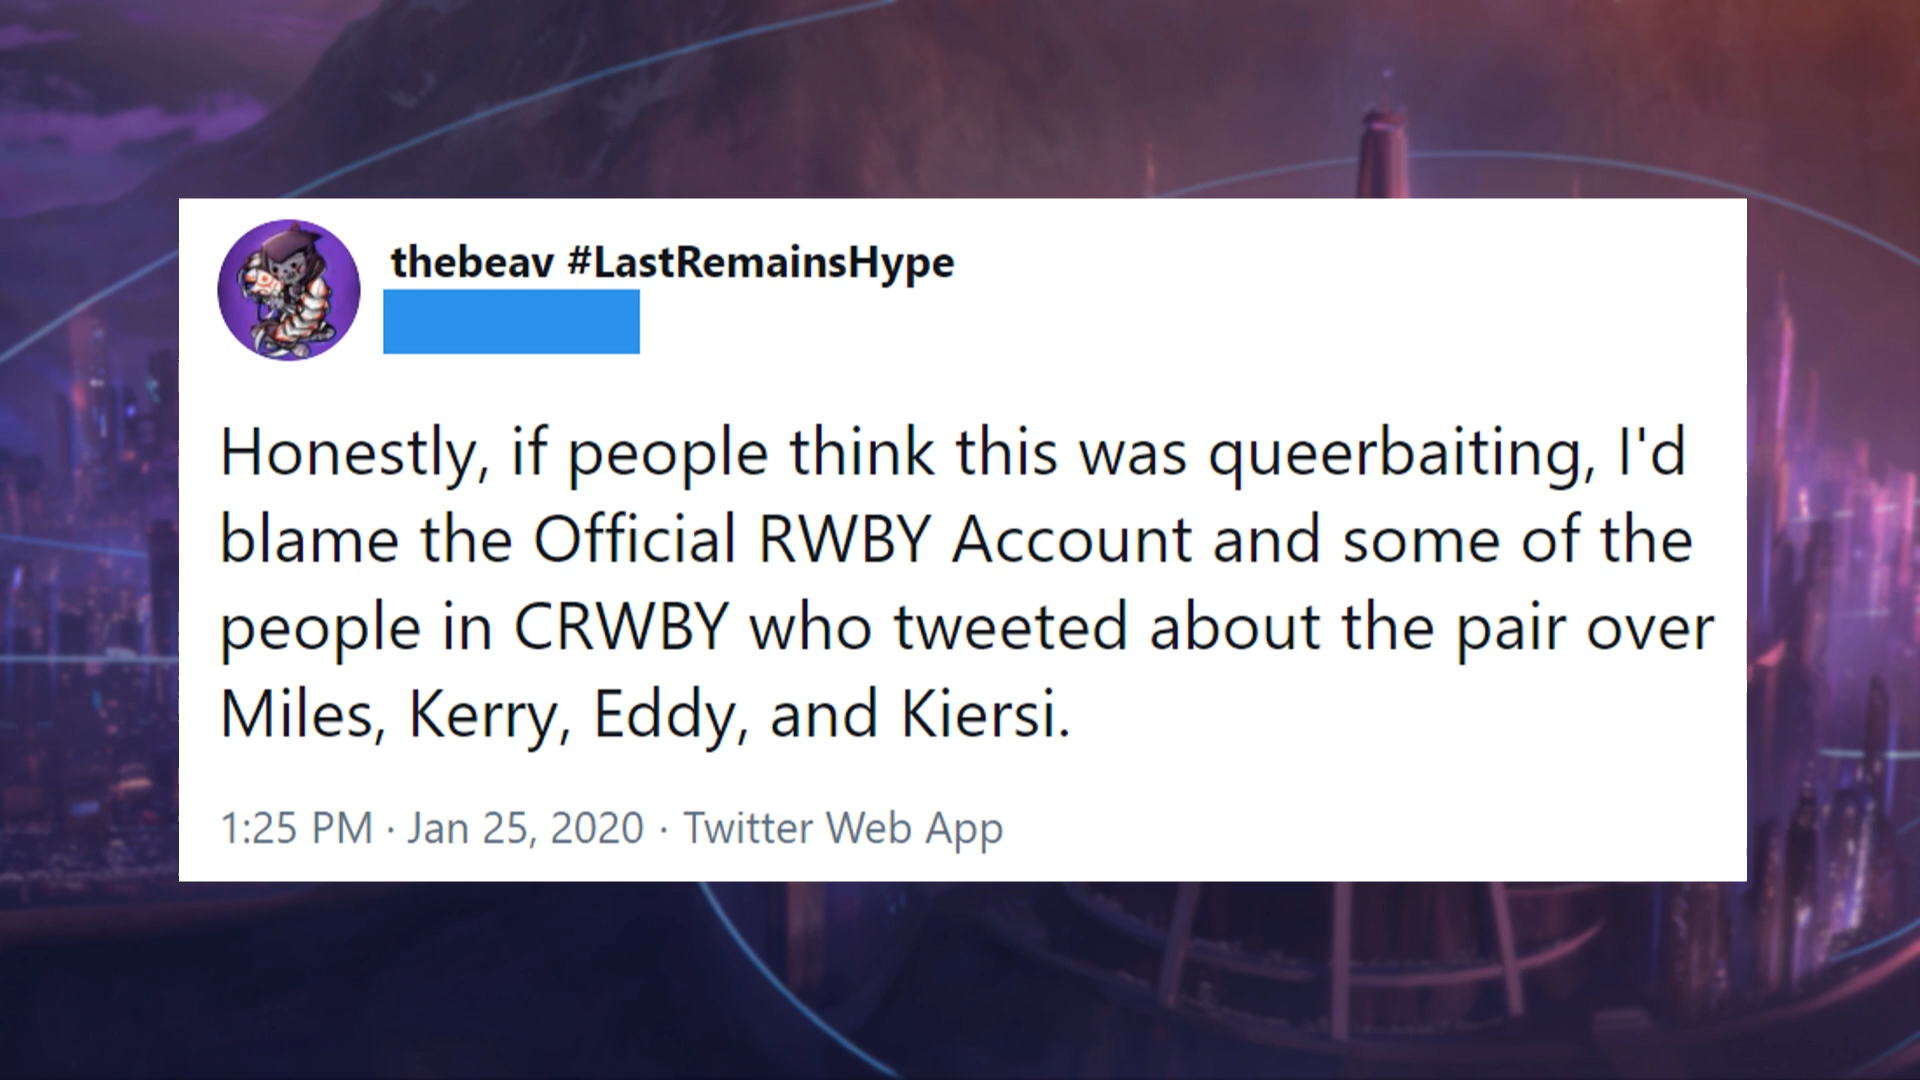 thebeav #LastRemainsHype
Honestly, if people think this was queerbaiting, I'd
blame the Official RWBY Account and some of the
people in CRWBY who tweeted about the pair over
Miles, Kerry, Eddy, and Kiersi.
1:25 PM · Jan 25, 2020 · Twitter Web App